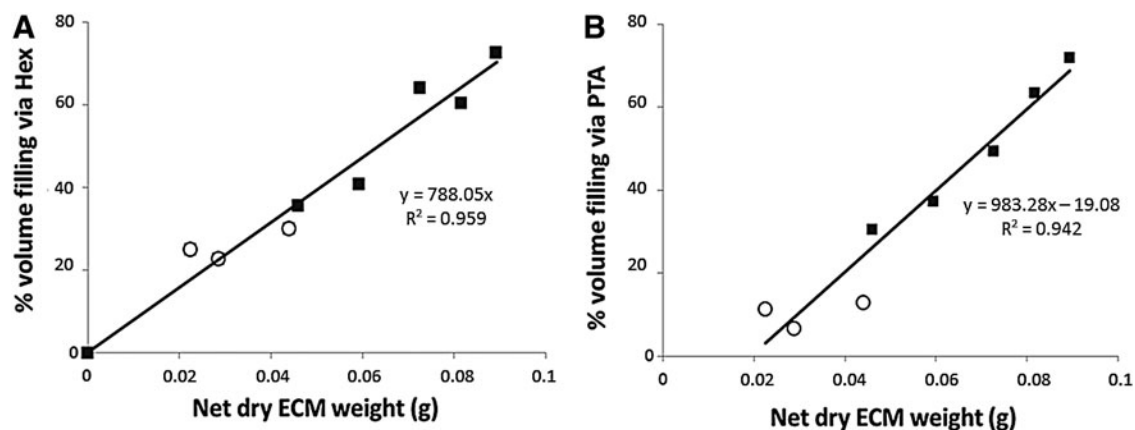 A
% volume filling via Hex
80
60
40
20
0
y = 788.05x
R² = 0.959
0
0.02
0.04
0.06
0.08
0.1
Net dry ECM weight (g)
B
% volume filling via PTA
80
60
40
20
0
y = 983.28x – 19.08
R² = 0.942
0
0.02
0.04
0.06
0.08
0.1
Net dry ECM weight (g)